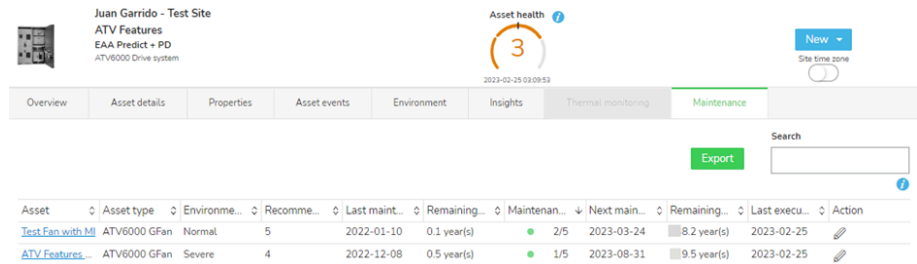 Juan Garrido - Test Site
ATV Features
EAA Predict + PD
ATV6000 Drive system
Asset health
3
2023-02-25 03:09:53
New
Site time zone
Overview Asset details Properties Asset events Environment Insights Thermal monitoring Maintenance
Search
Export
Asset Asset type Environme... Recomme... Last maint... Remaining... Maintenan... Next main... Remaining... Last execu... Action
Test Fan with MI ATV6000 GFan Normal 5 2022-01-10 0.1 year(s) 2/5 2023-03-24 8.2 year(s) 2023-02-25
ATV Features ... ATV6000 GFan Severe 4 2022-12-08 0.5 year(s) 1/5 2023-08-31 9.5 year(s) 2023-02-25